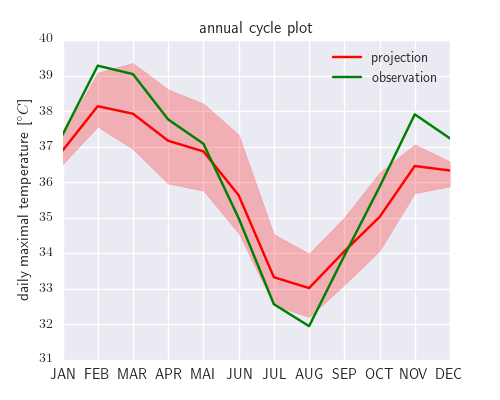 annual cycle plot
projection
observation
daily maximal temperature [°C]
40
39
38
37
36
35
34
33
32
31
JAN FEB MAR APR MAI JUN JUL AUG SEP OCT NOV DEC